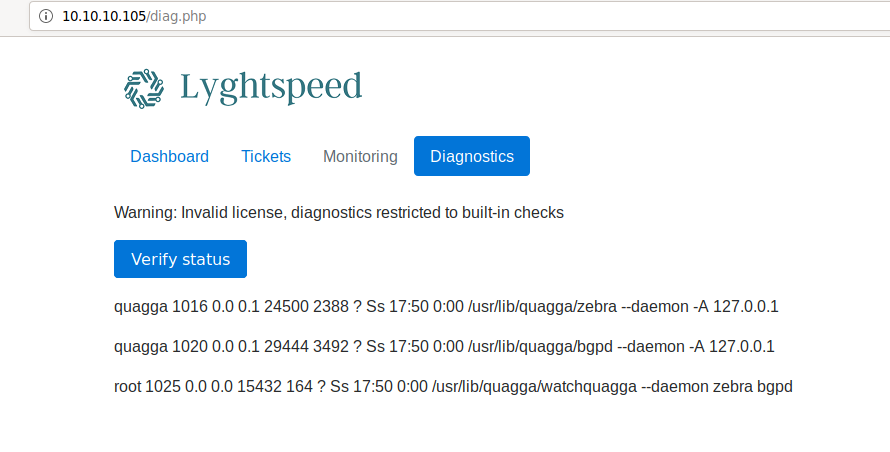 10.10.10.105/diag.php
Lyghtspeed
Dashboard Tickets Monitoring Diagnostics
Warning: Invalid license, diagnostics restricted to built-in checks
Verify status
quagga 1016 0.0 0.1 24500 2388 ? Ss 17:50 0:00 /usr/lib/quagga/zebra --daemon -A 127.0.0.1
quagga 1020 0.0 0.1 29444 3492 ? Ss 17:50 0:00 /usr/lib/quagga/bgpd --daemon -A 127.0.0.1
root 1025 0.0 0.0 15432 164 ? Ss 17:50 0:00 /usr/lib/quagga/watchquagga --daemon zebra bgpd